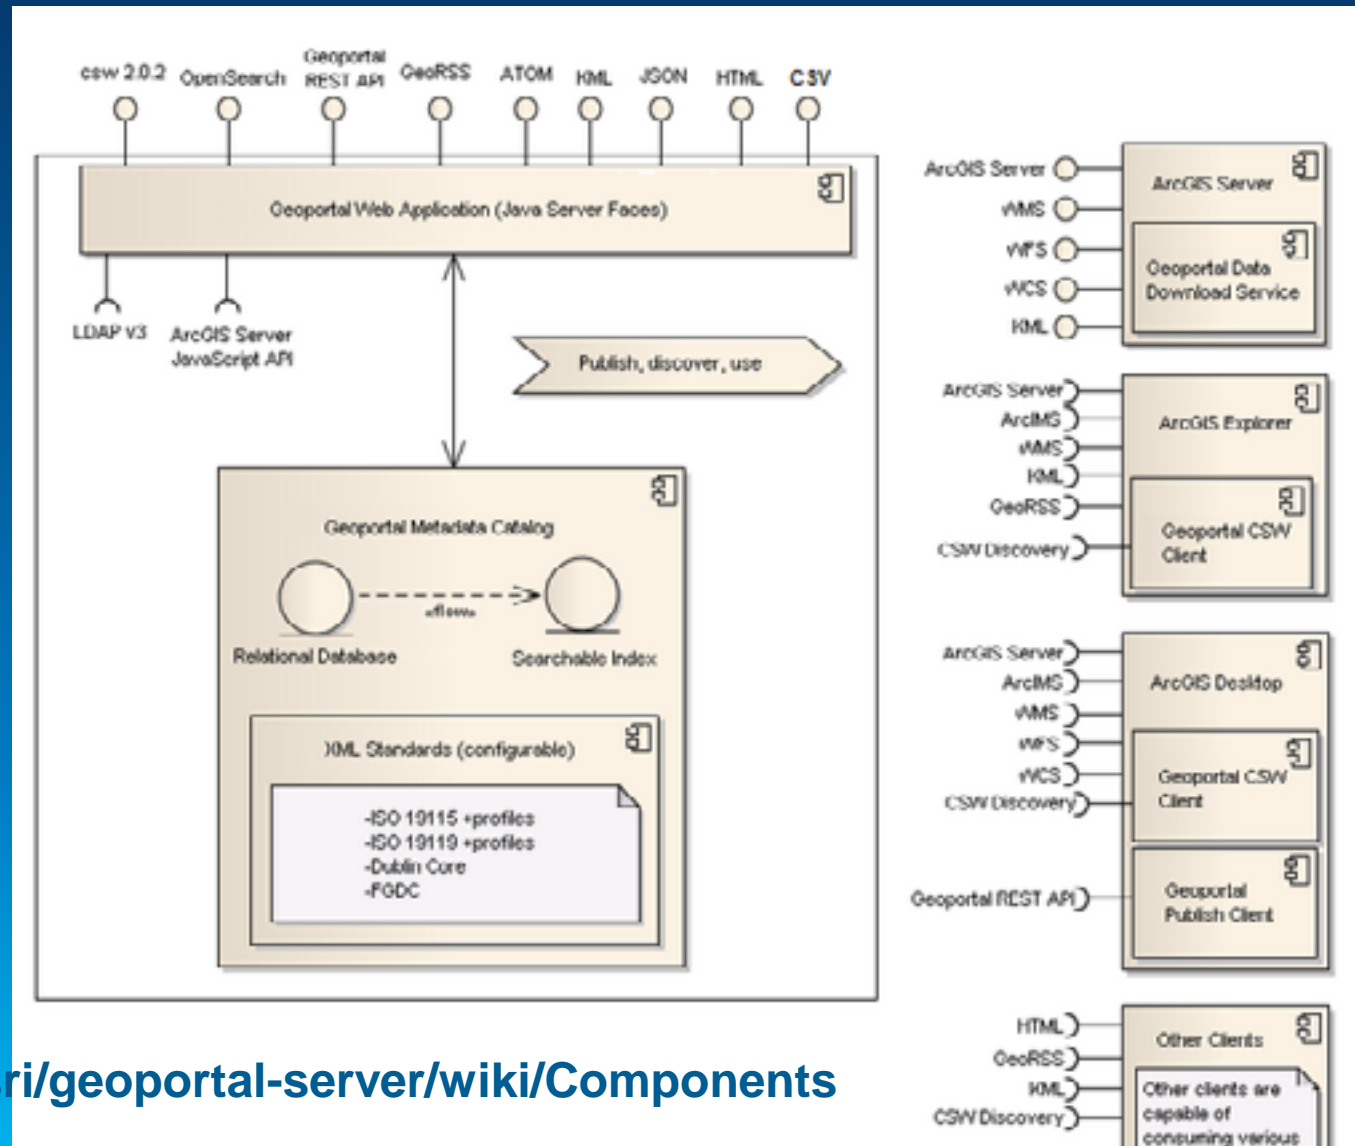 csw 2.0.2
OpenSearch
Geoportal
REST API
GeoRSS
ATOM
KML
JSON
HTML
CSV
Geoportal Web Application (Java Server Faces)
LDAP v3
ArcGIS Server
JavaScript API
Publish, discover, use
Geoportal Metadata Catalog
«flow»
Relational Database
Searchable Index
XML Standards (configurable)
-ISO 19115 +profiles
-ISO 19119 +profiles
-Dublin Core
-FGDC
ArcGIS Server
WMS
WFS
WCS
KML
ArcGIS Server
Geoportal Data
Download Service
ArcGIS Server
ArcIMS
WMS
KML
GeoRSS
CSW Discovery
ArcGIS Explorer
Geoportal CSW
Client
ArcGIS Server
ArcIMS
WMS
WFS
WCS
CSW Discovery
Geoportal REST API
ArcGIS Desktop
Geoportal CSW
Client
Geoportal
Publish Client
HTML
GeoRSS
KML
CSW Discovery
Other Clients
Other clients are
capable of
consuming various
ri/geoportal-server/wiki/Components